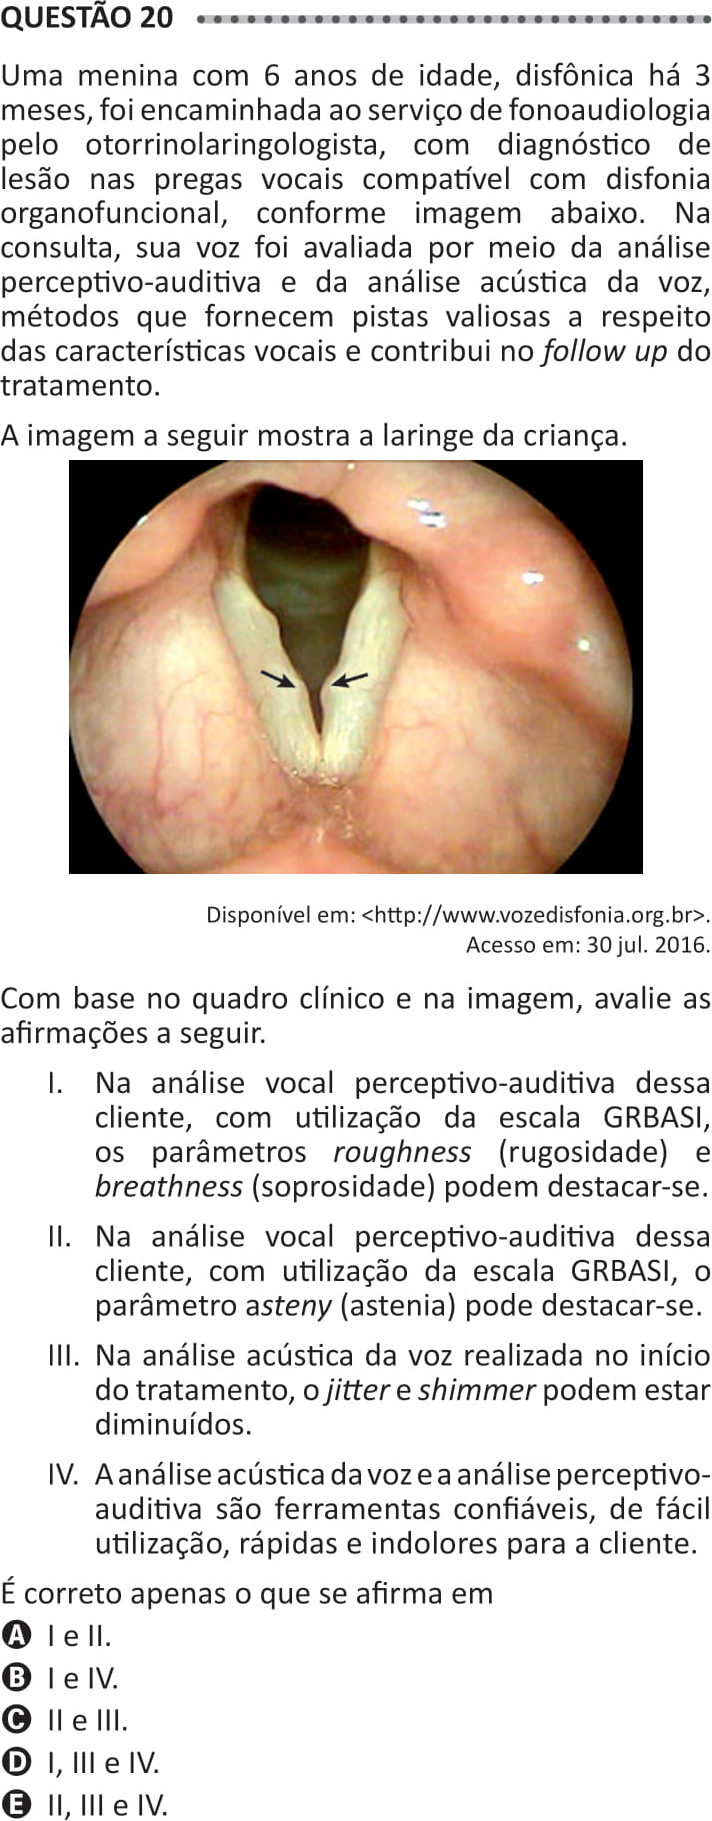 QUESTÃO 20
Uma menina com 6 anos de idade, disfônica há 3
meses, foi encaminhada ao serviço de fonoaudiologia
pelo otorrinolaringologista, com diagnóstico de
lesão nas pregas vocais compatível com disfonia
organofuncional, conforme imagem abaixo. Na
consulta, sua voz foi avaliada por meio da análise
perceptivo-auditiva e da análise acústica da voz,
métodos que fornecem pistas valiosas a respeito
das características vocais e contribui no follow up do
tratamento.
A imagem a seguir mostra a laringe da criança.
Disponível em: <http://www.vozedisfonia.org.br>.
Acesso em: 30 jul. 2016.
Com base no quadro clínico e na imagem, avalie as
afirmações a seguir.
I. Na análise vocal perceptivo-auditiva dessa
cliente, com utilização da escala GRBASI,
os parâmetros roughness (rugosidade) e
breathness (soprosidade) podem destacar-se.
II. Na análise vocal perceptivo-auditiva dessa
cliente, com utilização da escala GRBASI, o
parâmetro asteny (astenia) pode destacar-se.
III. Na análise acústica da voz realizada no início
do tratamento, o jitter e shimmer podem estar
diminuídos.
IV. A análise acústica da voz e a análise perceptivo-
auditiva são ferramentas confiáveis, de fácil
utilização, rápidas e indolores para a cliente.
É correto apenas o que se afirma em
A I e II.
B I e IV.
C II e III.
D I, III e IV.
E II, III e IV.